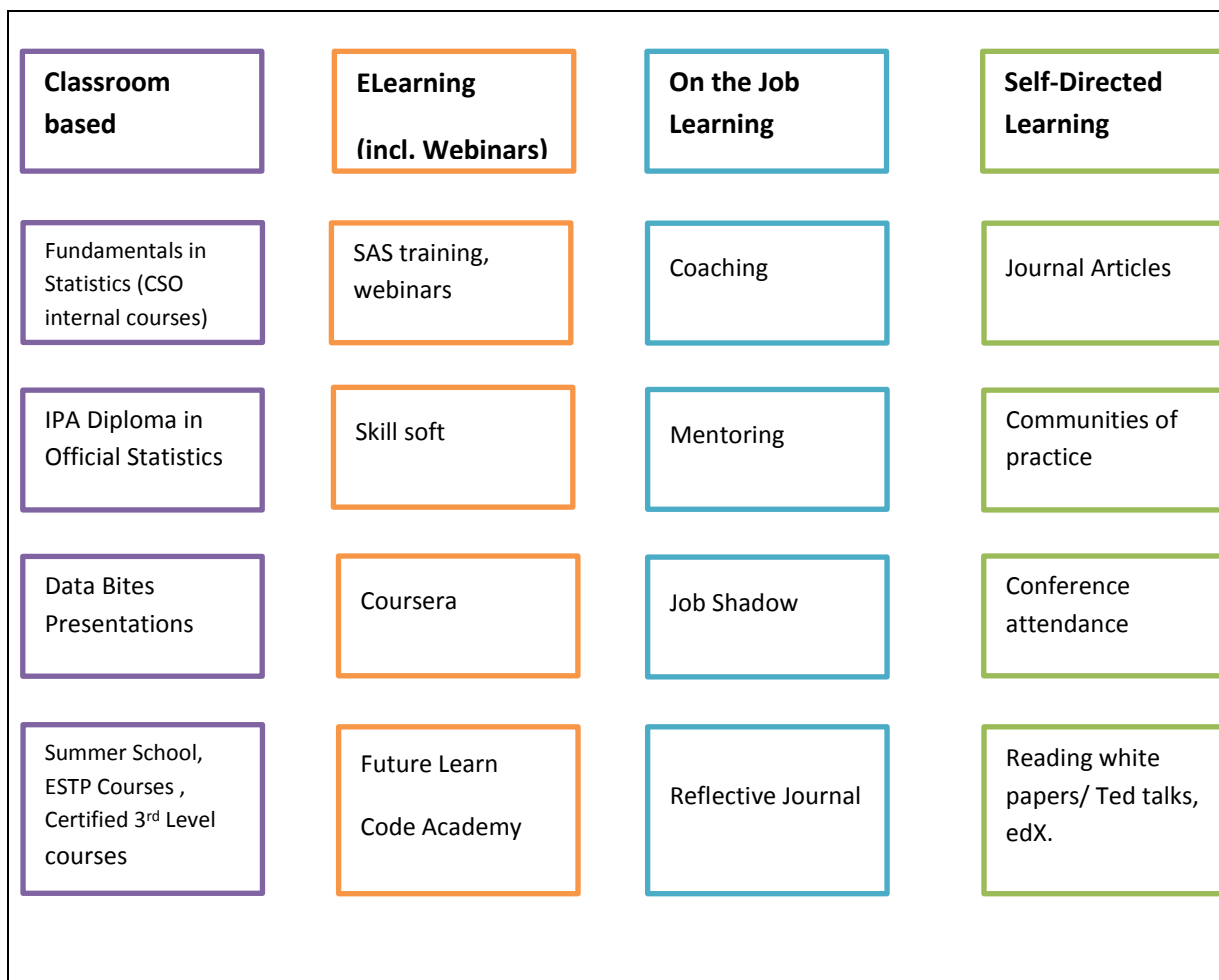 Classroom
based
ELearning
(incl. Webinars)
On the Job
Learning
Self-Directed
Learning
Fundamentals in
Statistics (CSO
internal courses)
SAS training,
webinars
Coaching
Journal Articles
IPA Diploma in
Official Statistics
Skill soft
Mentoring
Communities of
practice
Data Bites
Presentations
Coursera
Job Shadow
Conference
attendance
Summer School,
ESTP Courses ,
Certified 3rd Level
courses
Future Learn
Code Academy
Reflective Journal
Reading white
papers/ Ted talks,
edX.